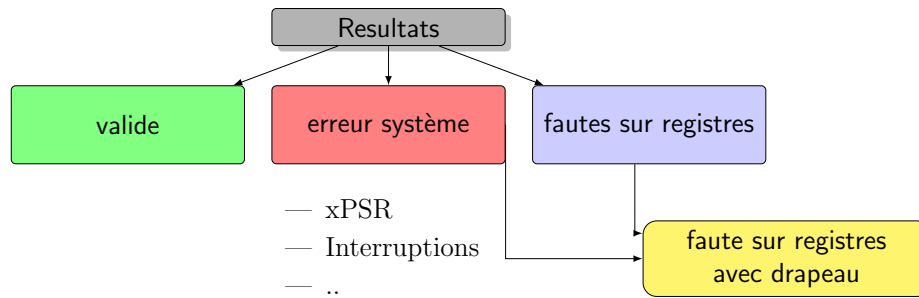 Resultats
valide
erreur système
fautes sur registres
— xPSR
— Interruptions
— ..
faute sur registres
avec drapeau